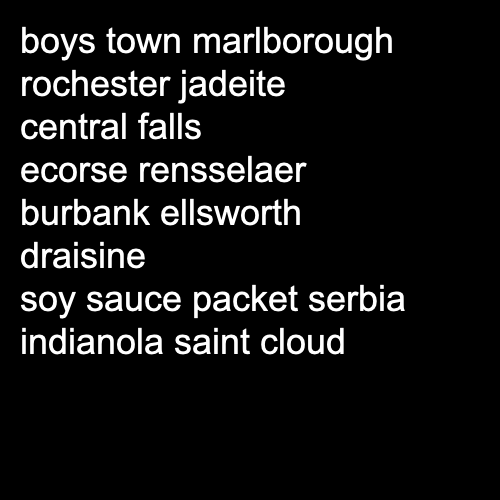 boys town marlborough
rochester jadeite
central falls
ecorse rensselaer
burbank ellsworth
draisine
soy sauce packet serbia
indianola saint cloud